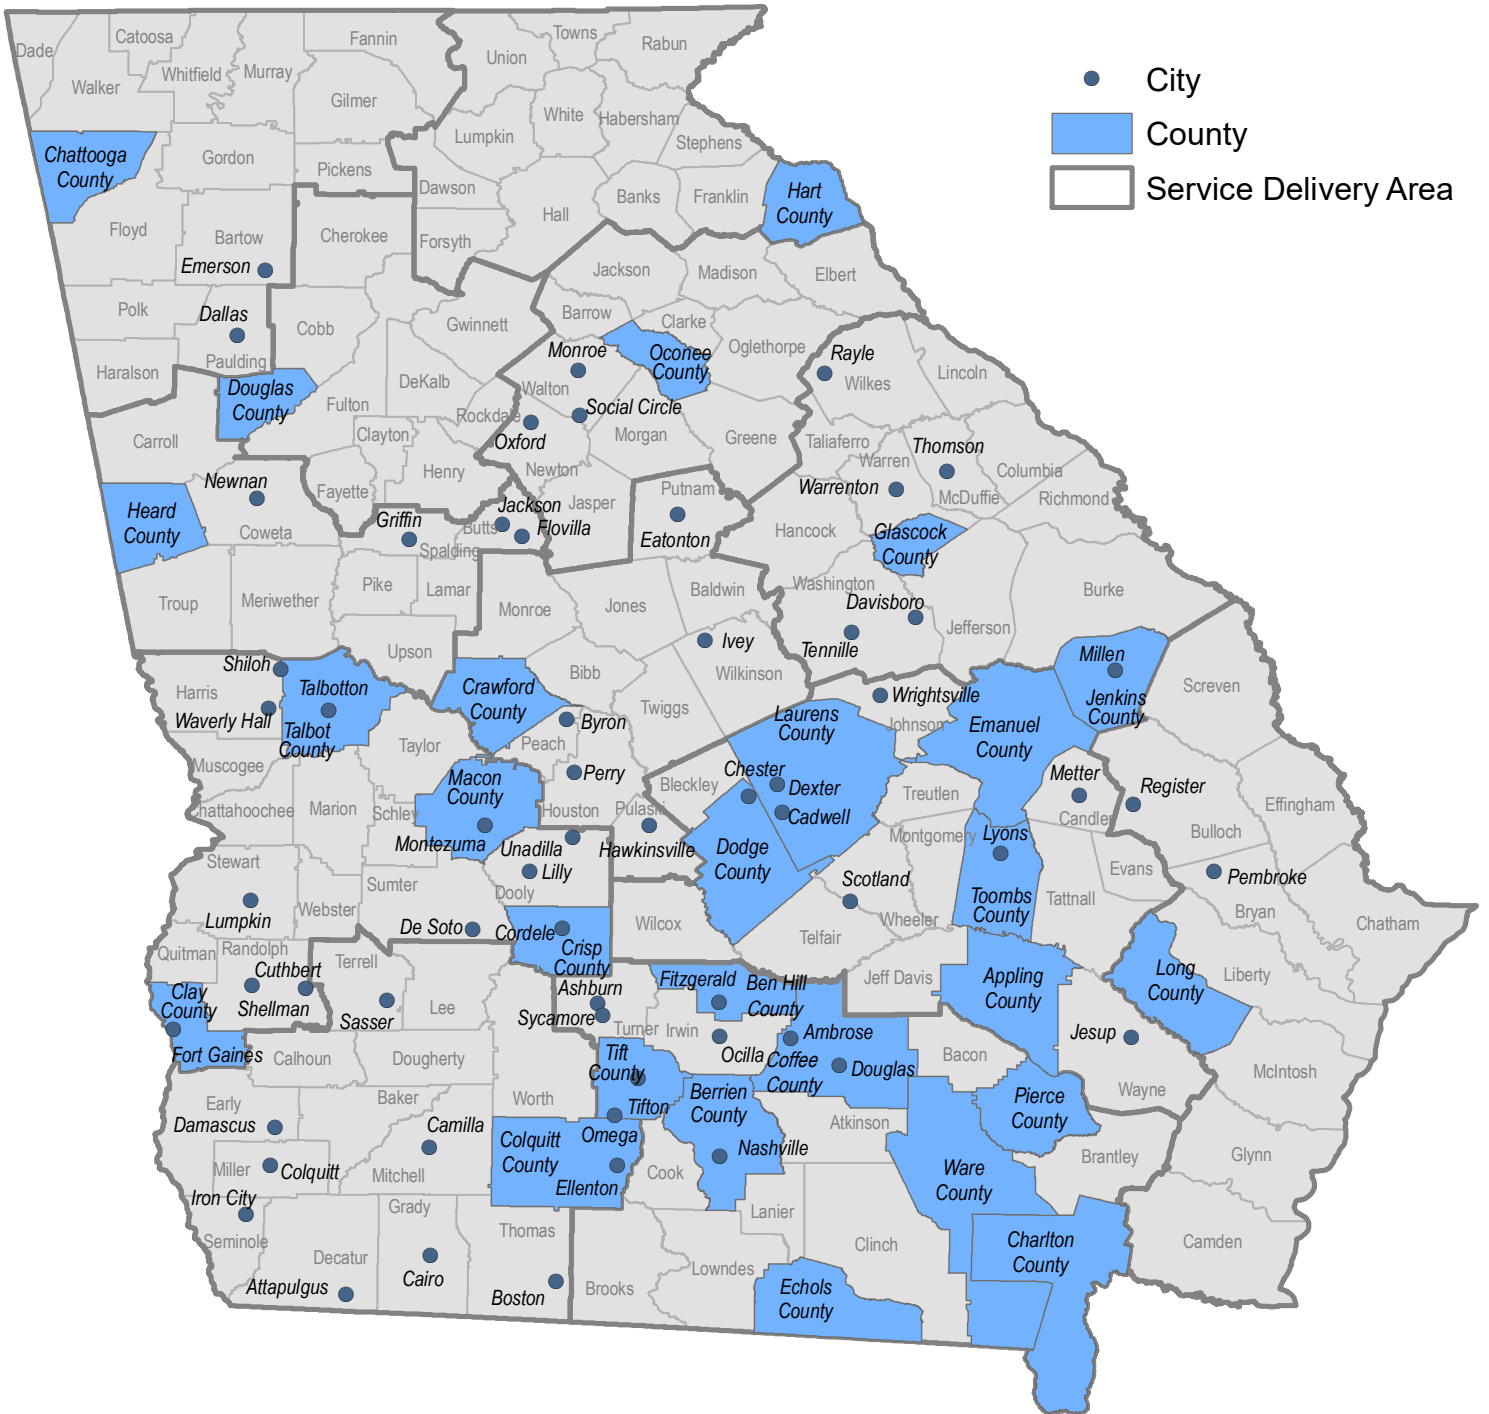 City
County
Service Delivery Area
Dade
Catoosa
Whitfield
Murray
Fannin
Union
Towns
Rabun
Walker
Gilmer
White
Habersham
Lumpkin
Stephens
Chattooga
County
Gordon
Pickens
Dawson
Banks
Franklin
Hart
County
Hall
Floyd
Bartow
Cherokee
Forsyth
Emerson
Jackson
Madison
Elbert
Polk
Dallas
Cobb
Gwinnett
Barrow
Clarke
Paulding
Monroe
Oconee
County
Oglethorpe
Rayle
Wilkes
Lincoln
Haralson
Douglas
County
Fulton
DeKalb
Walton
Rockdale
Social Circle
Carroll
Clayton
Oxford
Morgan
Greene
Taliaferro
Thomson
Henry
Newton
Warren
Columbia
Newnan
Fayette
Putnam
Warrenton
McDuffie
Richmond
Heard
County
Coweta
Griffin
Spalding
Butts
Jackson
Flovilla
Jasper
Eatonton
Hancock
Glascock
County
Troup
Meriwether
Pike
Lamar
Monroe
Jones
Baldwin
Washington
Davisboro
Jefferson
Burke
Upson
Bibb
Ivey
Wilkinson
Tennille
Shiloh
Harris
Waverly Hall
Talbotton
Talbot
County
Crawford
County
Byron
Twiggs
Wrightsville
Johnson
Laurens
County
Emanuel
County
Millen
Jenkins
County
Screven
Taylor
Peach
Muscogee
Macon
County
Perry
Houston
Bleckley
Chester
Dexter
Cadwell
Treutlen
Metter
Candler
Register
Effingham
Chattahoochee
Marion
Schley
Montezuma
Pulaski
Hawkinsville
Dodge
County
Montgomery
Lyons
Bulloch
Stewart
Unadilla
Lilly
Dooly
Sumter
Webster
Lumpkin
Scotland
Toombs
County
Tattnall
Evans
Pembroke
Bryan
Chatham
De Soto
Cordele
Crisp
County
Wilcox
Telfair
Wheeler
Quitman
Randolph
Cuthbert
Shellman
Terrell
Sasser
Lee
Jeff Davis
Appling
County
Long
County
Liberty
Clay
County
Fort Gaines
Ashburn
Sycamore
Turner
Fitzgerald
Ben Hill
County
Irwin
Ocilla
Ambrose
Coffee
County
Douglas
Bacon
Jesup
Wayne
McIntosh
Calhoun
Dougherty
Worth
Tift
County
Tifton
Berrien
County
Pierce
County
Early
Damascus
Baker
Camilla
Mitchell
Colquitt
County
Omega
Ellenton
Nashville
Cook
Atkinson
Brantley
Glynn
Miller
Colquitt
Ware
County
Iron City
Seminole
Grady
Thomas
Lanier
Clinch
Charlton
County
Camden
Decatur
Cairo
Attapulgus
Boston
Brooks
Lowndes
Echols
County